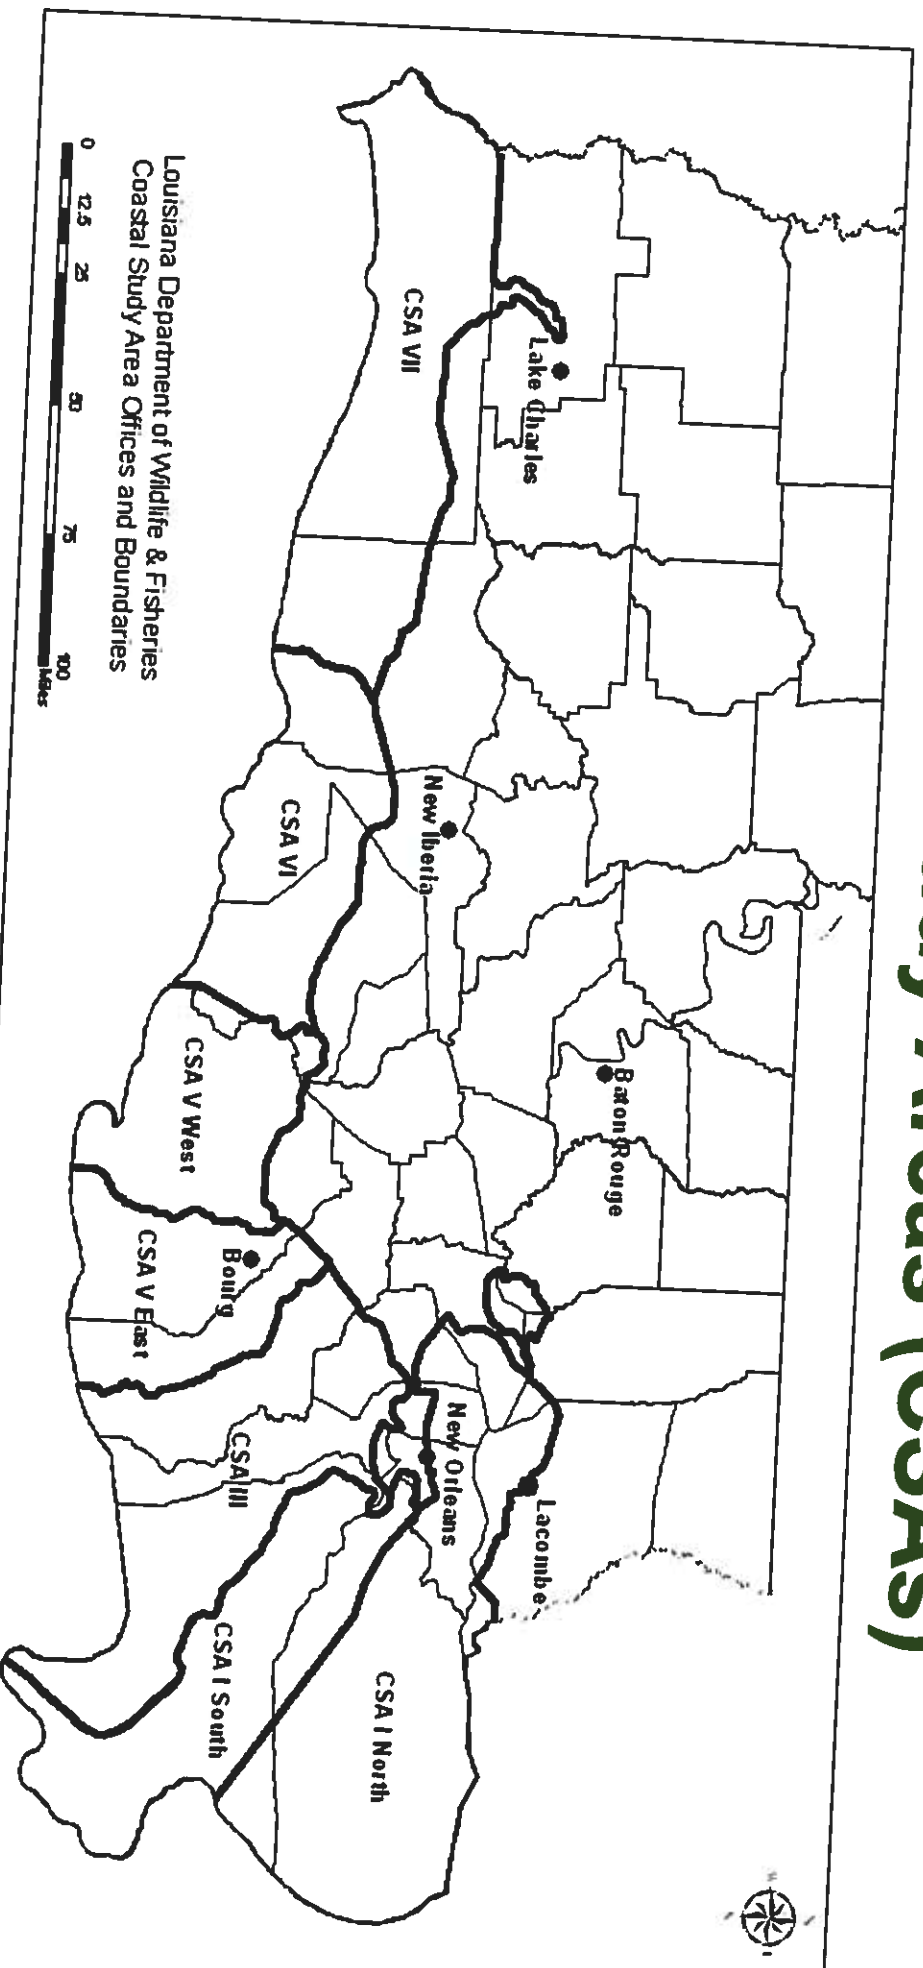 Areas (CSAs)
Baton Rouge
Lake Charles
Lacombe
New Iberia
New Orleans
CSA VII
CSA I North
CSA VI
Bourg
CSA III
CSA I South
CSA V West
CSA V East
Louisiana Department of Wildlife & Fisheries
Coastal Study Area Offices and Boundaries
0 12.5 25 50 75 100
Miles